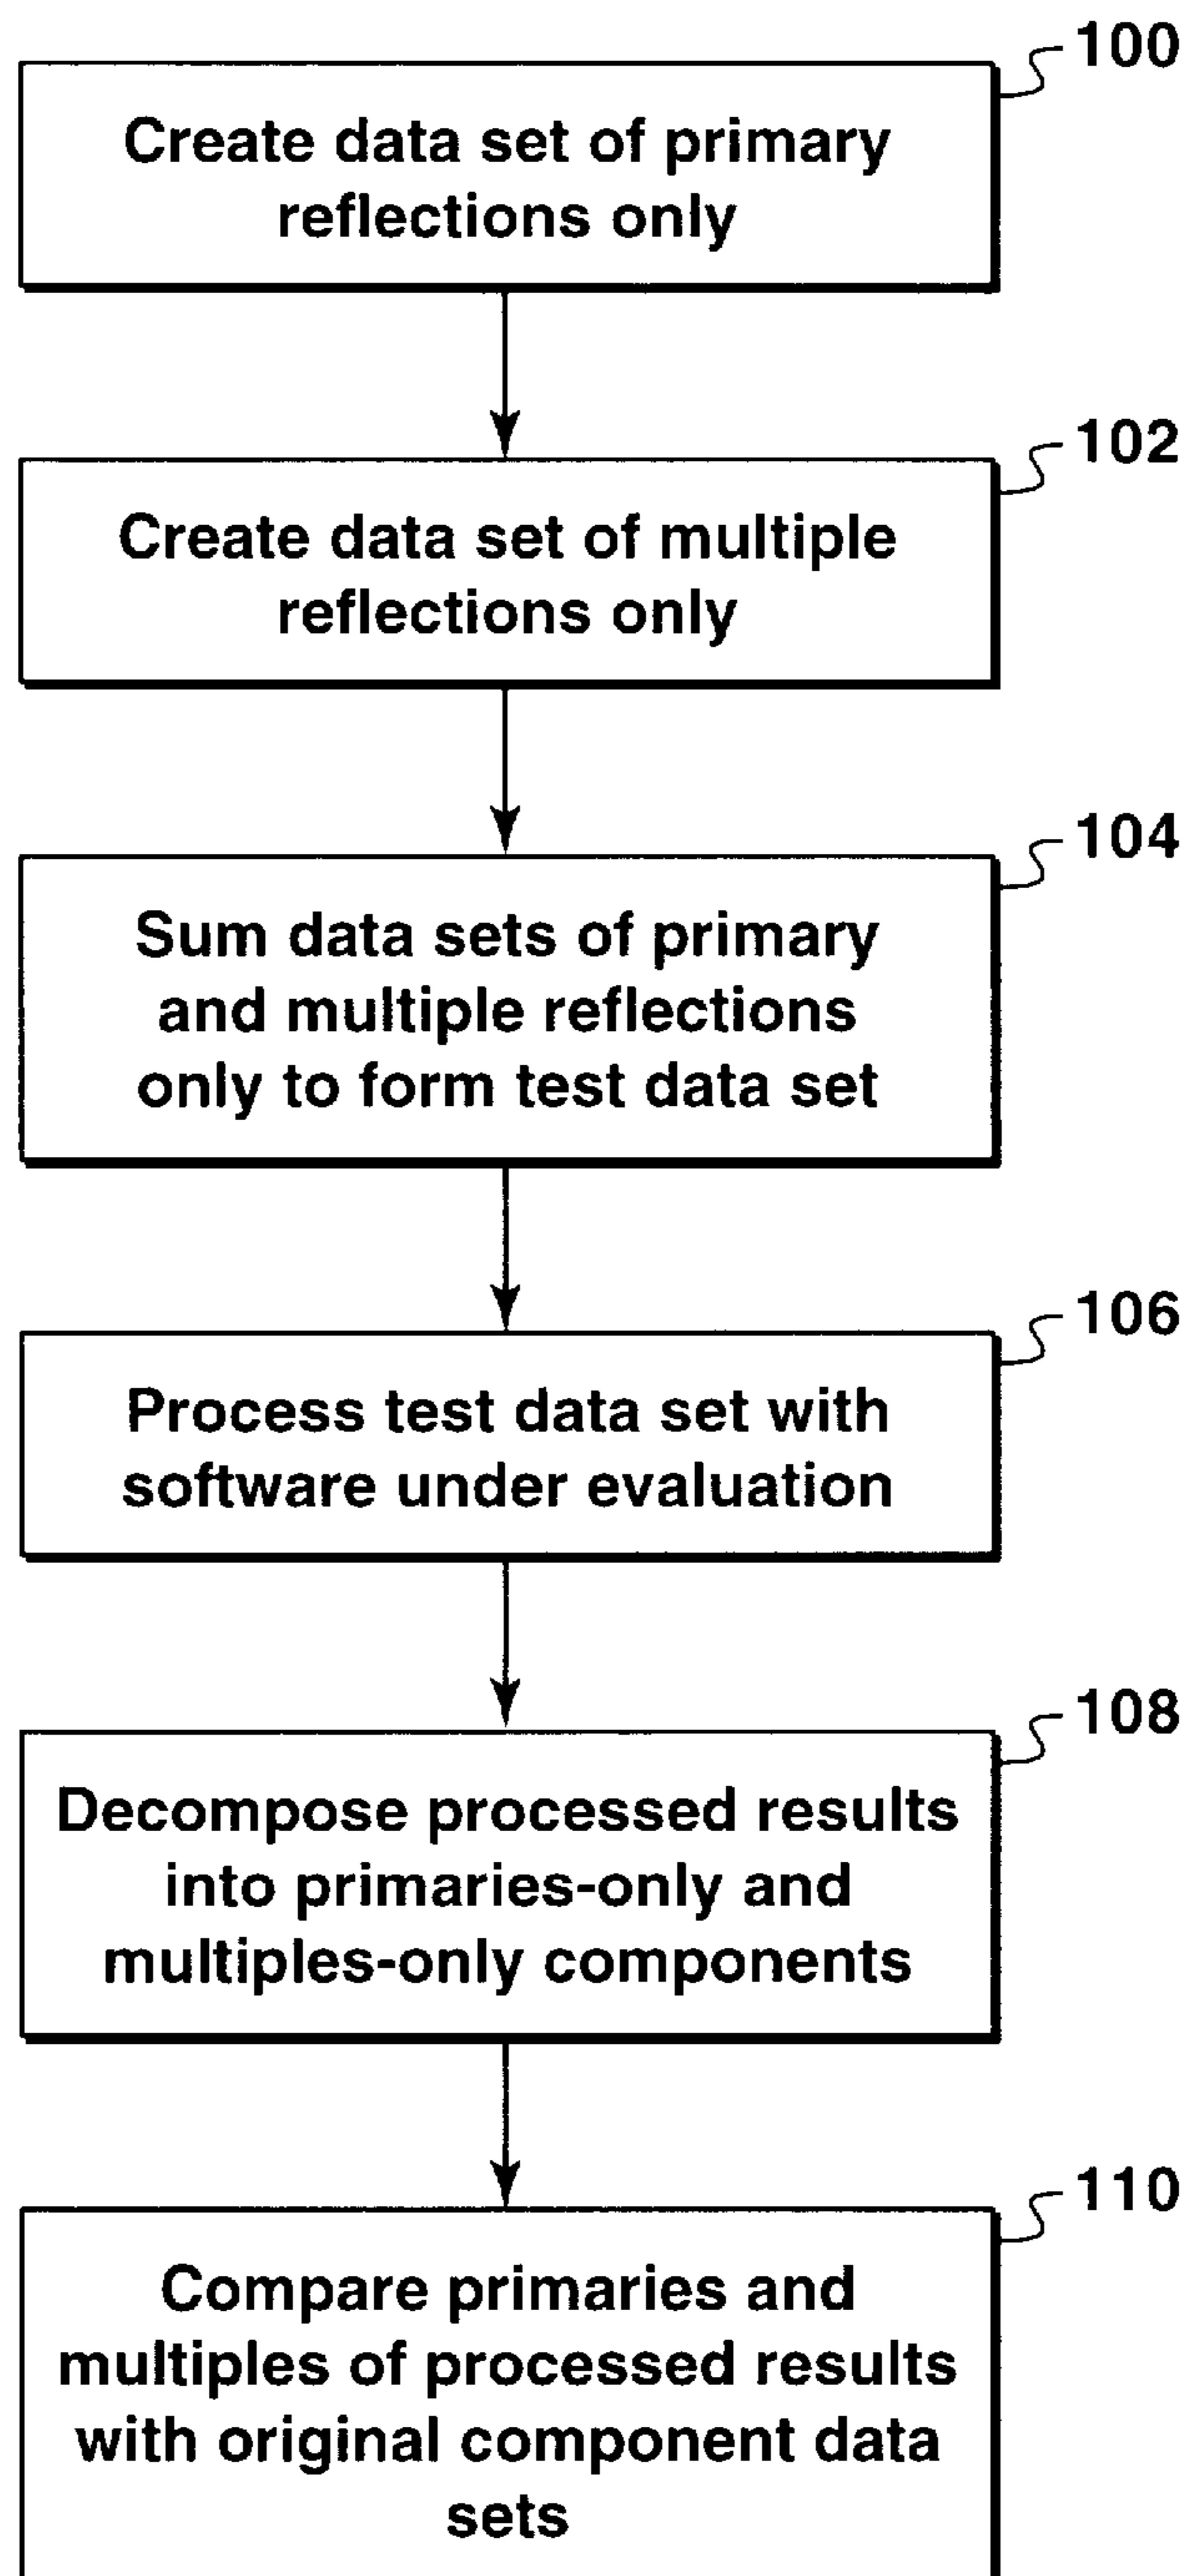 100
Create data set of primary
reflections only
102
Create data set of multiple
reflections only
104
Sum data sets of primary
and multiple reflections
only to form test data set
106
Process test data set with
software under evaluation
108
Decompose processed results
into primaries-only and
multiples-only components
110
Compare primaries and
multiples of processed results
with original component data
sets